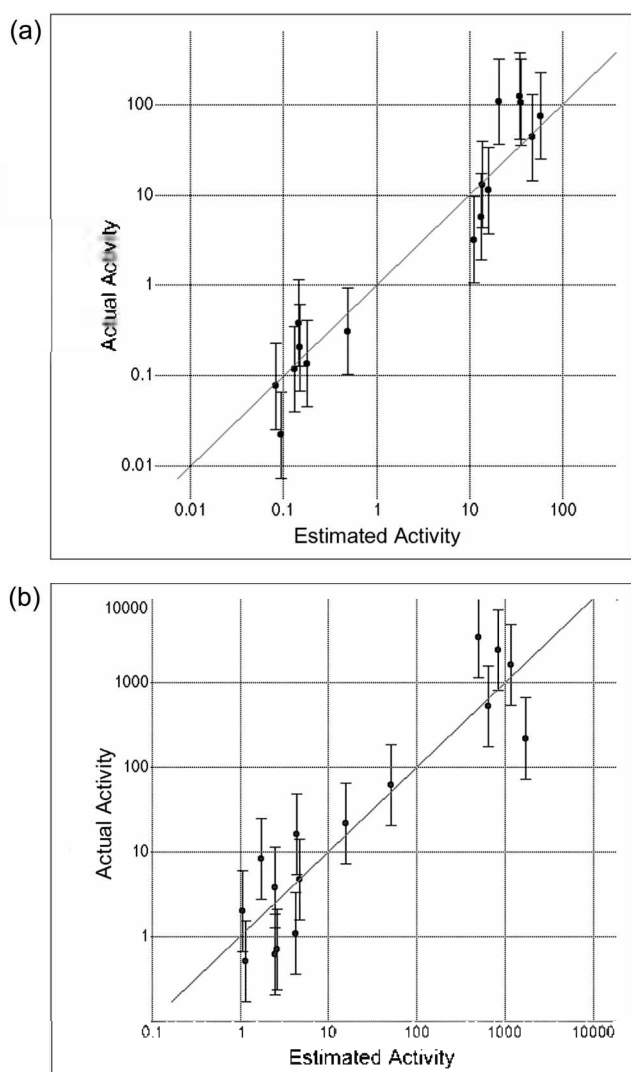 (a)
100
10
1
0.1
0.01
Actual Activity
0.01 0.1 1 10 100
Estimated Activity
(b)
10000
1000
100
10
1
Actual Activity
0.1 1 10 100 1000 10000
Estimated Activity